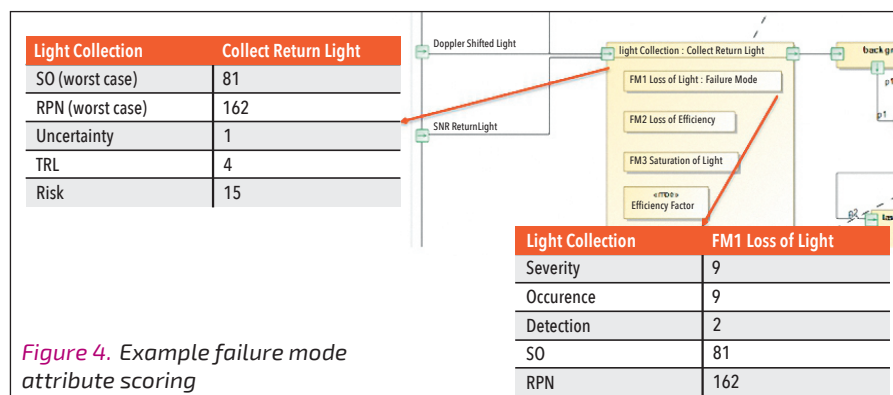 Light Collection Collect Return Light
SO (worst case) 81
RPN (worst case) 162
Uncertainty 1
TRL 4
Risk 15
Doppler Shifted Light
SNR ReturnLight
light Collection : Collect Return Light
FM1 Loss of Light : Failure Mode
FM2 Loss of Efficiency
FM3 Saturation of Light
Efficiency Factor
p1
Light Collection FM1 Loss of Light
Severity 9
Occurence 9
Detection 2
SO 81
RPN 162
Figure 4. Example failure mode
attribute scoring